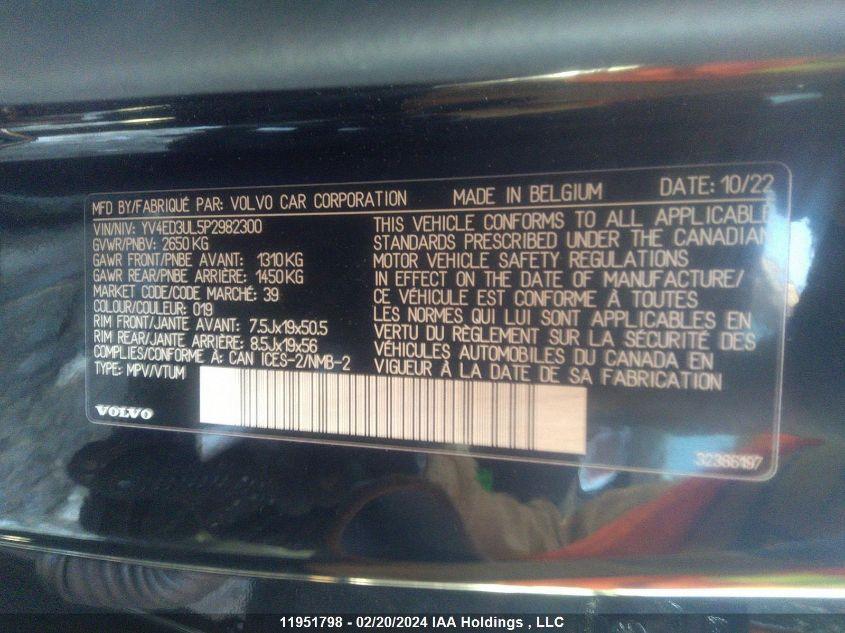 MFD BY/FABRIQUÉ PAR: VOLVO CAR CORPORATION MADE IN BELGIUM DATE: 10/22
VIN/NIV: YV4ED3UL5P2982300
GVWR/PNBV: 2650 KG
GAWR FRONT/PNBE AVANT: 1310 KG
GAWR REAR/PNBE ARRIÈRE: 1450 KG
MARKET CODE/CODE MARCHÉ: 39
COLOUR/COULEUR: 019
RIM FRONT/JANTE AVANT: 7.5Jx19x50.5
RIM REAR/JANTE ARRIÈRE: 8.5Jx19x56
COMPLIES/CONFORME À: CAN ICES-2/NMB-2
TYPE: MPV/VTUM
THIS VEHICLE CONFORMS TO ALL APPLICABLE
STANDARDS PRESCRIBED UNDER THE CANADIAN
MOTOR VEHICLE SAFETY REGULATIONS
IN EFFECT ON THE DATE OF MANUFACTURE/
CE VÉHICULE EST CONFORME À TOUTES
LES NORMES QUI LUI SONT APPLICABLES EN
VERTU DU RÈGLEMENT SUR LA SÉCURITÉ DES
VÉHICULES AUTOMOBILES DU CANADA EN
VIGUEUR À LA DATE DE SA FABRICATION
VOLVO
32366197
11951798 - 02/20/2024 IAA Holdings , LLC